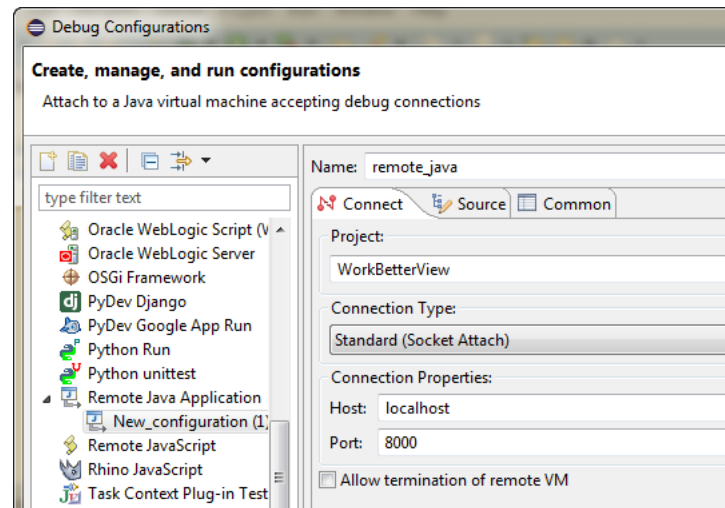 Debug Configurations
Create, manage, and run configurations
Attach to a Java virtual machine accepting debug connections
type filter text
Oracle WebLogic Script (V
Oracle WebLogic Server
OSGi Framework
PyDev Django
PyDev Google App Run
Python Run
Python unittest
Remote Java Application
New_configuration (1)
Remote JavaScript
Rhino JavaScript
Task Context Plug-in Test
Name: remote_java
Connect Source Common
Project:
WorkBetterView
Connection Type:
Standard (Socket Attach)
Connection Properties:
Host: localhost
Port: 8000
Allow termination of remote VM